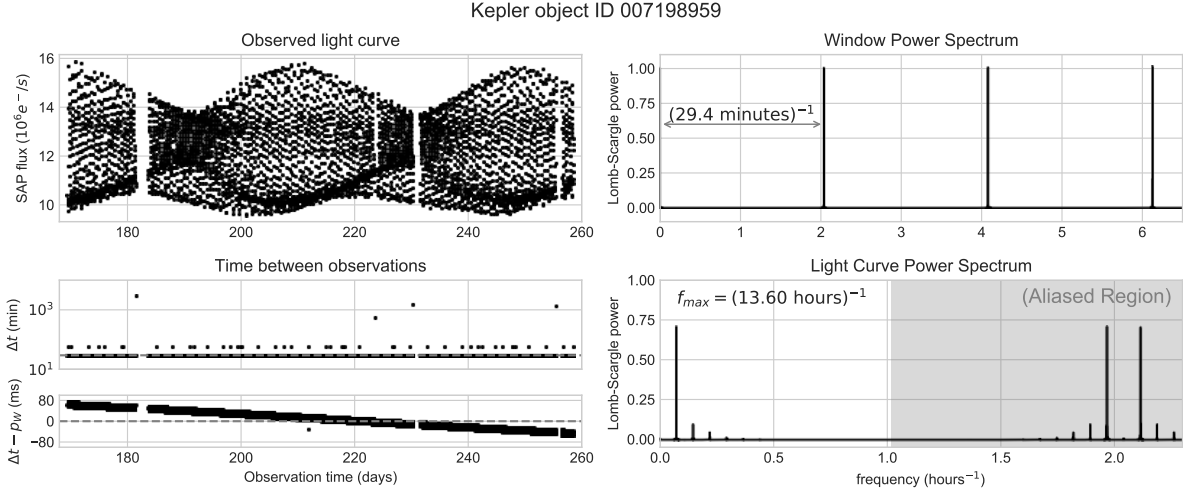 Kepler object ID 007198959
Observed light curve
SAP flux (10⁶e⁻/s)
16
14
12
10
180 200 220 240 260
Window Power Spectrum
Lomb-Scargle power
1.00
0.75
0.50
0.25
0.00
(29.4 minutes)⁻¹
0 1 2 3 4 5 6
Time between observations
Δt (min)
10³
10¹
Δt − p_W (ms)
80
0
−80
180 200 220 240 260
Observation time (days)
Light Curve Power Spectrum
Lomb-Scargle power
1.00
0.75
0.50
0.25
0.00
f_max = (13.60 hours)⁻¹
(Aliased Region)
0.0 0.5 1.0 1.5 2.0
frequency (hours⁻¹)